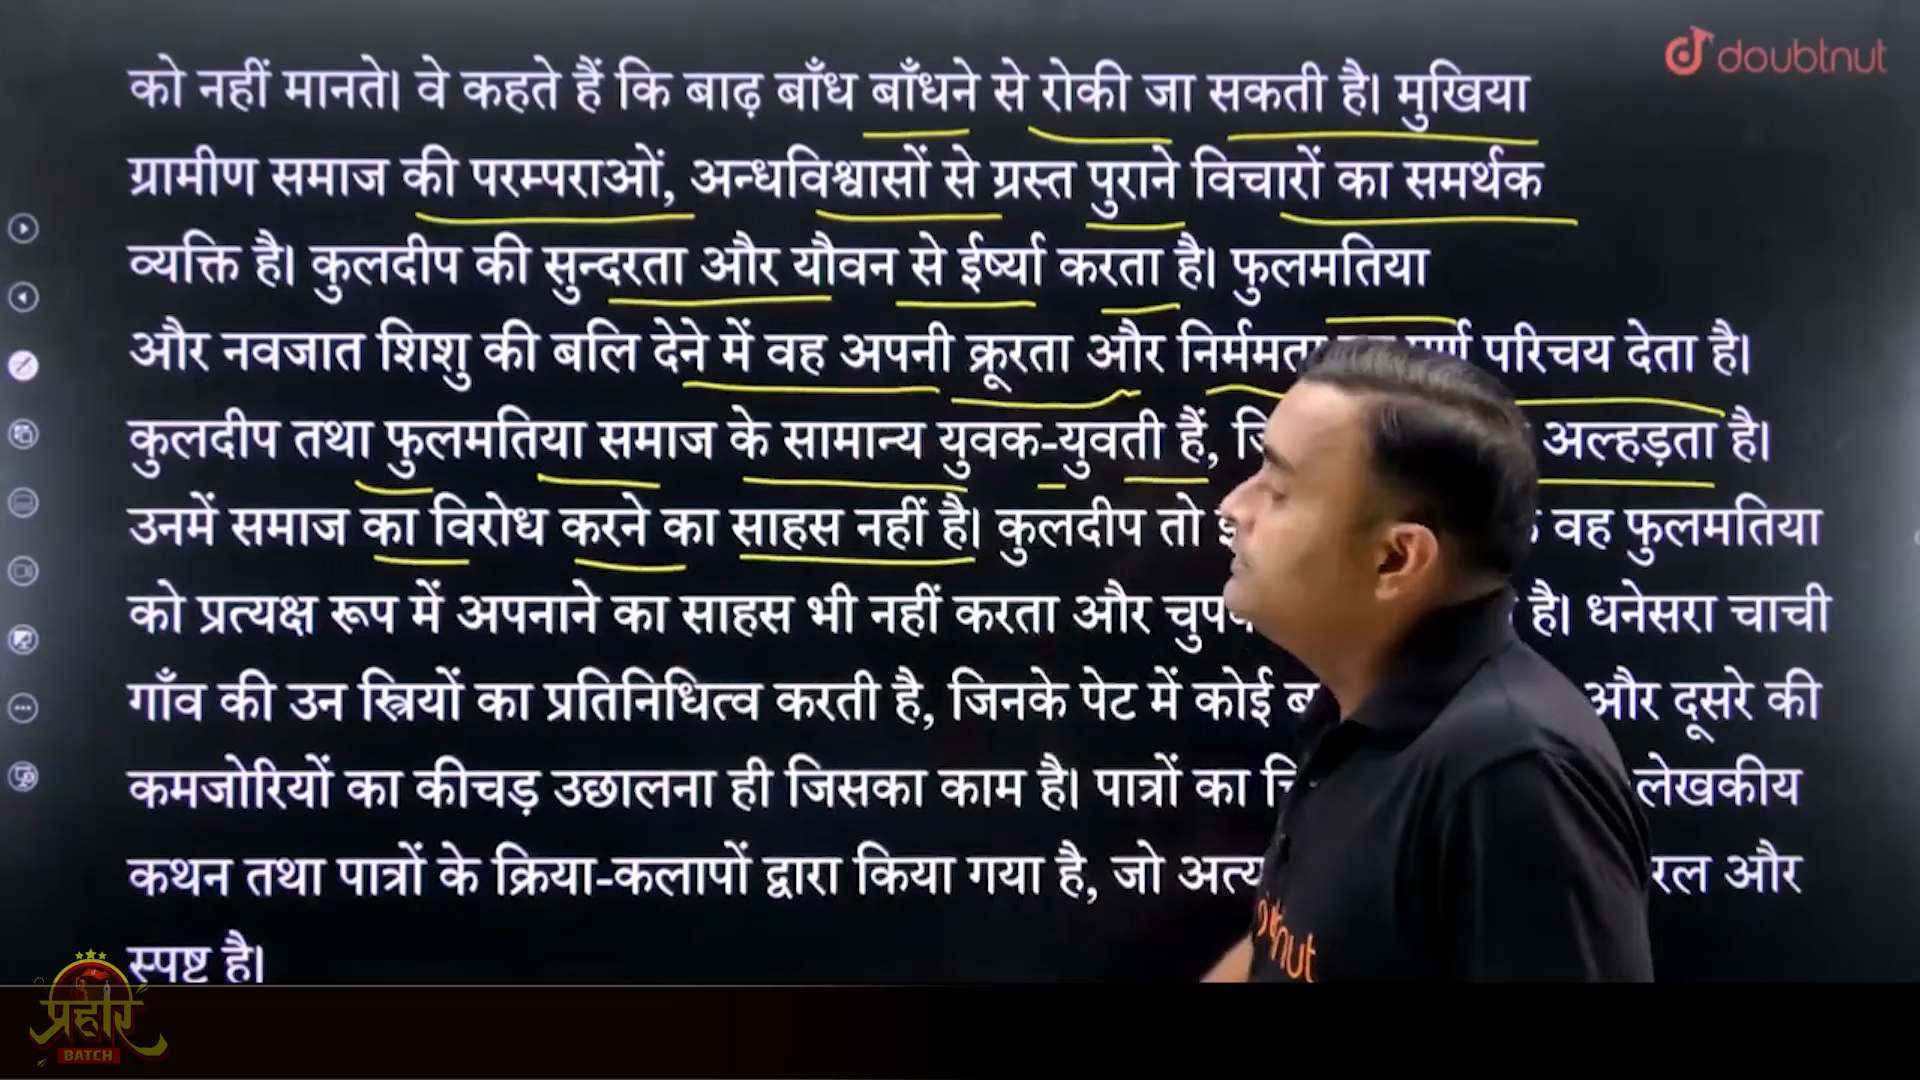 doubtnut
को नहीं मानते। वे कहते हैं कि बाढ़ बाँध बाँधने से रोकी जा सकती है। मुखिया
ग्रामीण समाज की परम्पराओं, अन्धविश्वासों से ग्रस्त पुराने विचारों का समर्थक
व्यक्ति है। कुलदीप की सुन्दरता और यौवन से ईर्ष्या करता है। फुलमतिया
और नवजात शिशु की बलि देने में वह अपनी क्रूरता और परिचय देता है।
कुलदीप तथा फुलमतिया समाज के सामान्य युवक-युवती हैं, अल्हड़ता है।
उनमें समाज का विरोध करने का साहस नहीं है। कुलदीप तो वह फुलमतिया
को प्रत्यक्ष रूप में अपनाने का साहस भी नहीं करता और है। धनेसरा चाची
गाँव की उन स्त्रियों का प्रतिनिधित्व करती है, जिनके पेट में कोई और दूसरे की
कमजोरियों का कीचड़ उछालना ही जिसका काम है। पात्रों का लेखकीय
कथन तथा पात्रों के क्रिया-कलापों द्वारा किया गया है, जो और
स्पष्ट है।
प्रहार
BATCH